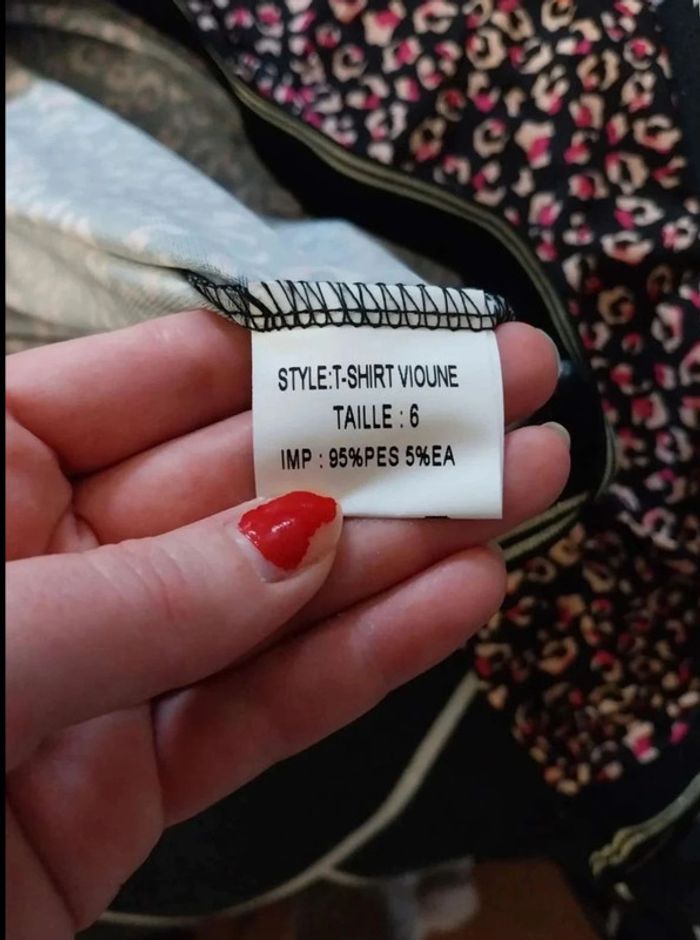 STYLE:T-SHIRT VIOUNE
TAILLE : 6
IMP : 95%PES 5%EA